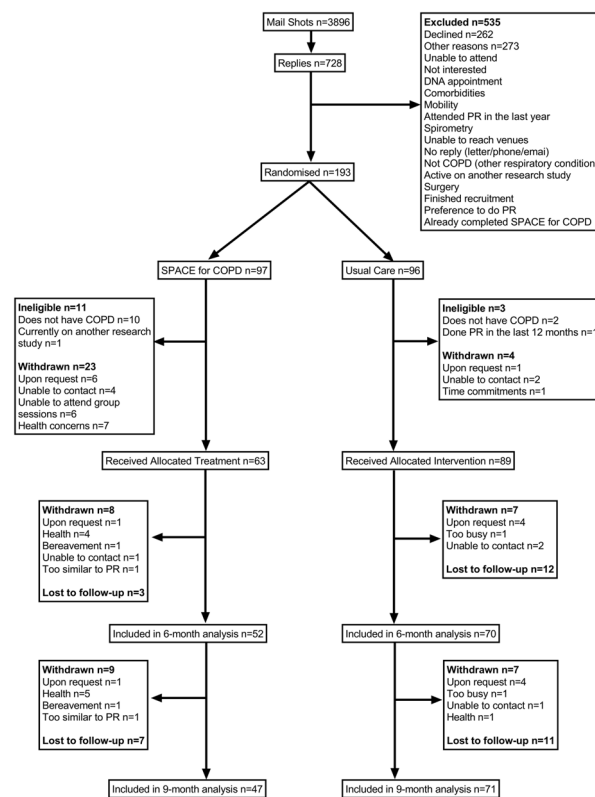 Mail Shots n=3896
Replies n=728
Excluded n=535
Declined n=262
Other reasons n=273
Unable to attend
Not interested
DNA appointment
Comorbidities
Mobility
Attended PR in the last year
Spirometry
Unable to reach venues
No reply (letter/phone/emai)
Not COPD (other respiratory condition
Active on another research study
Surgery
Finished recruitment
Preference to do PR
Already completed SPACE for COPD
Randomised n=193
SPACE for COPD n=97
Usual Care n=96
Ineligible n=11
Does not have COPD n=10
Currently on another research
study n=1
Withdrawn n=23
Upon request n=6
Unable to contact n=4
Unable to attend group
sessions n=6
Health concerns n=7
Ineligible n=3
Does not have COPD n=2
Done PR in the last 12 months n=1
Withdrawn n=4
Upon request n=1
Unable to contact n=2
Time commitments n=1
Received Allocated Treatment n=63
Received Allocated Intervention n=89
Withdrawn n=8
Upon request n=1
Health n=4
Bereavement n=1
Unable to contact n=1
Too similar to PR n=1
Lost to follow-up n=3
Withdrawn n=7
Upon request n=4
Too busy n=1
Unable to contact n=2
Lost to follow-up n=12
Included in 6-month analysis n=52
Included in 6-month analysis n=70
Withdrawn n=9
Upon request n=1
Health n=5
Bereavement n=1
Too similar to PR n=1
Lost to follow-up n=7
Withdrawn n=7
Upon request n=4
Too busy n=1
Unable to contact n=1
Health n=1
Lost to follow-up n=11
Included in 9-month analysis n=47
Included in 9-month analysis n=71